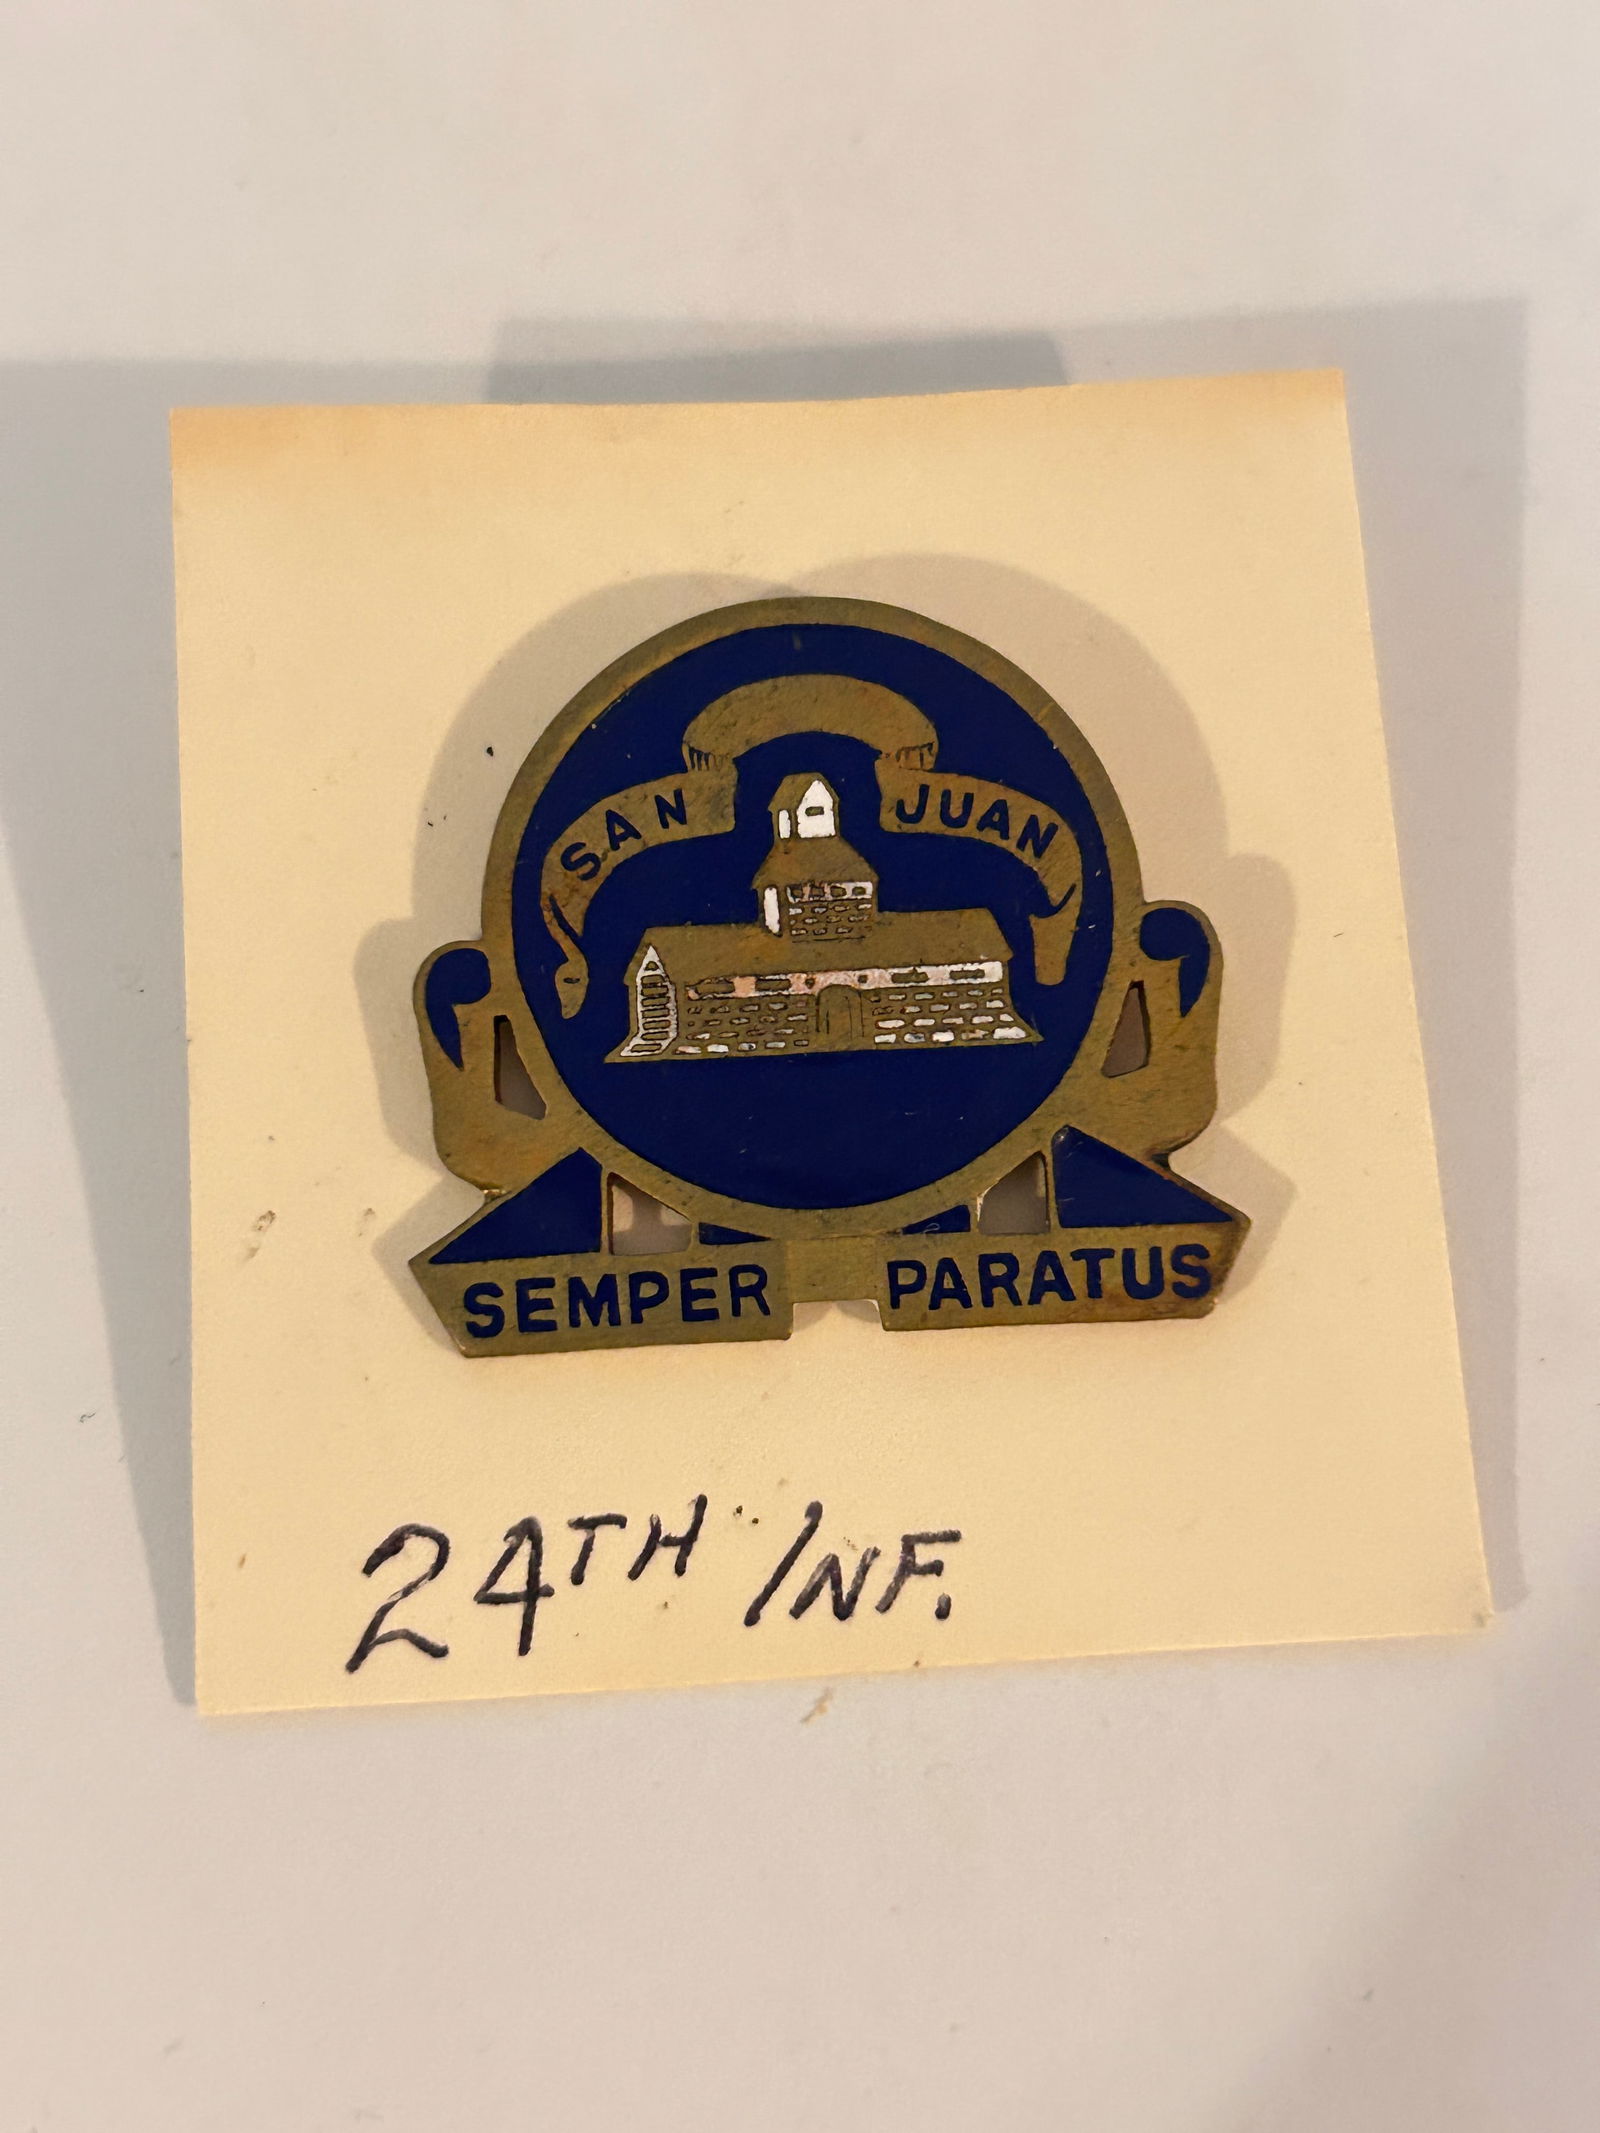 SAN JUAN
SEMPER PARATUS
24TH INF.